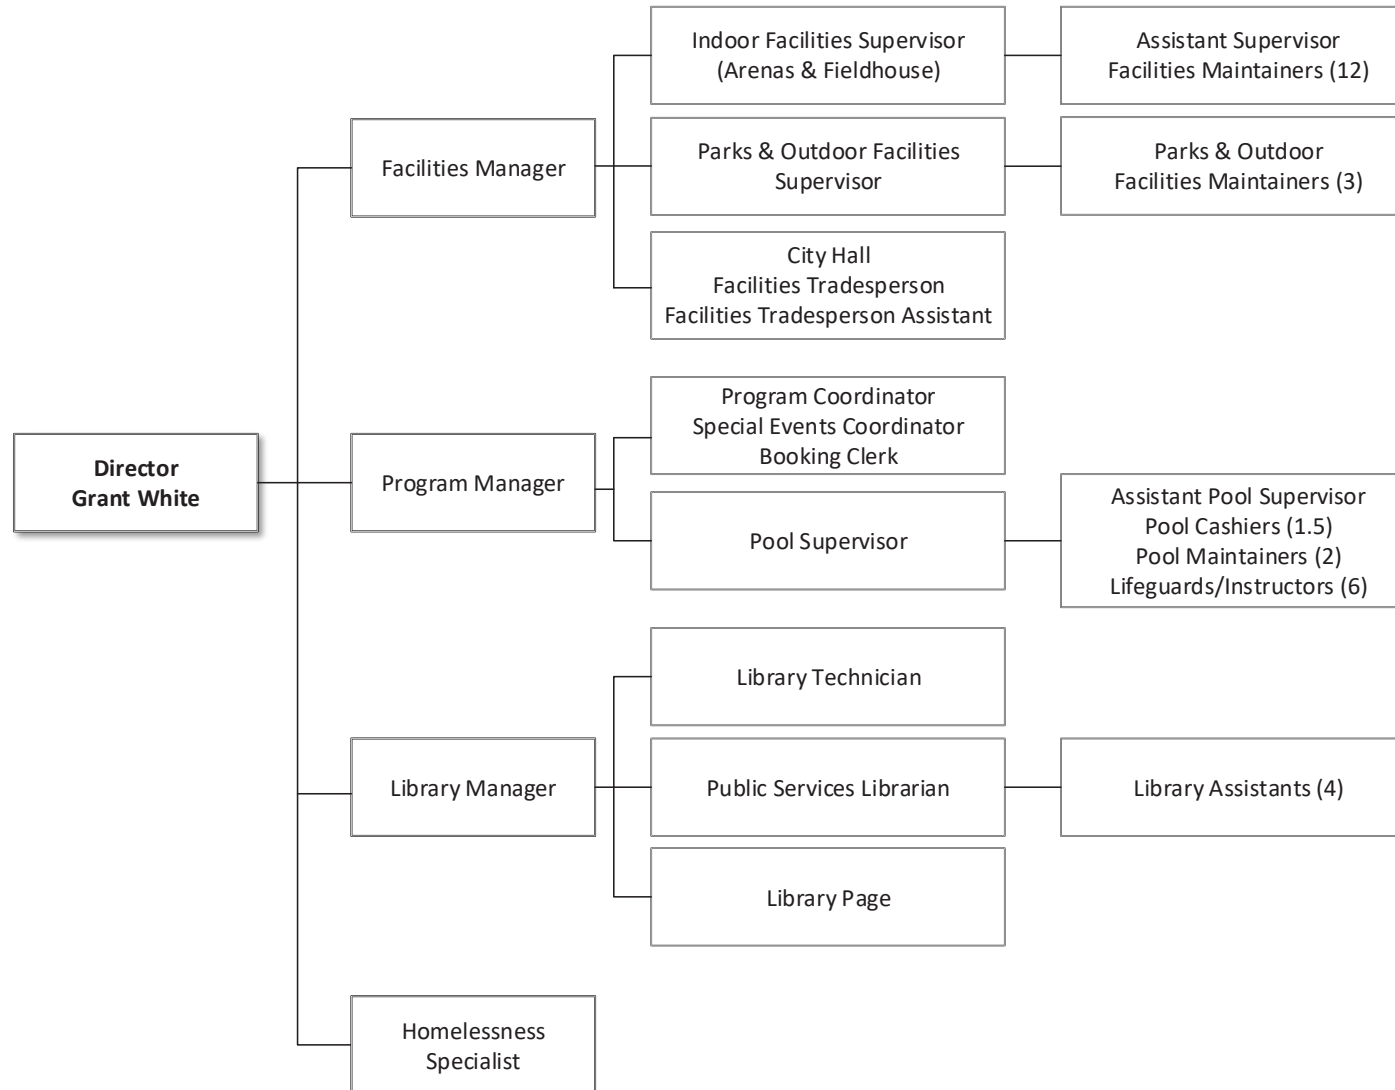 Indoor Facilities Supervisor
(Arenas & Fieldhouse)
Assistant Supervisor
Facilities Maintainers (12)
Facilities Manager
Parks & Outdoor Facilities
Supervisor
Parks & Outdoor
Facilities Maintainers (3)
City Hall
Facilities Tradesperson
Facilities Tradesperson Assistant
Director
Grant White
Program Manager
Program Coordinator
Special Events Coordinator
Booking Clerk
Pool Supervisor
Assistant Pool Supervisor
Pool Cashiers (1.5)
Pool Maintainers (2)
Lifeguards/Instructors (6)
Library Technician
Library Manager
Public Services Librarian
Library Assistants (4)
Library Page
Homelessness
Specialist